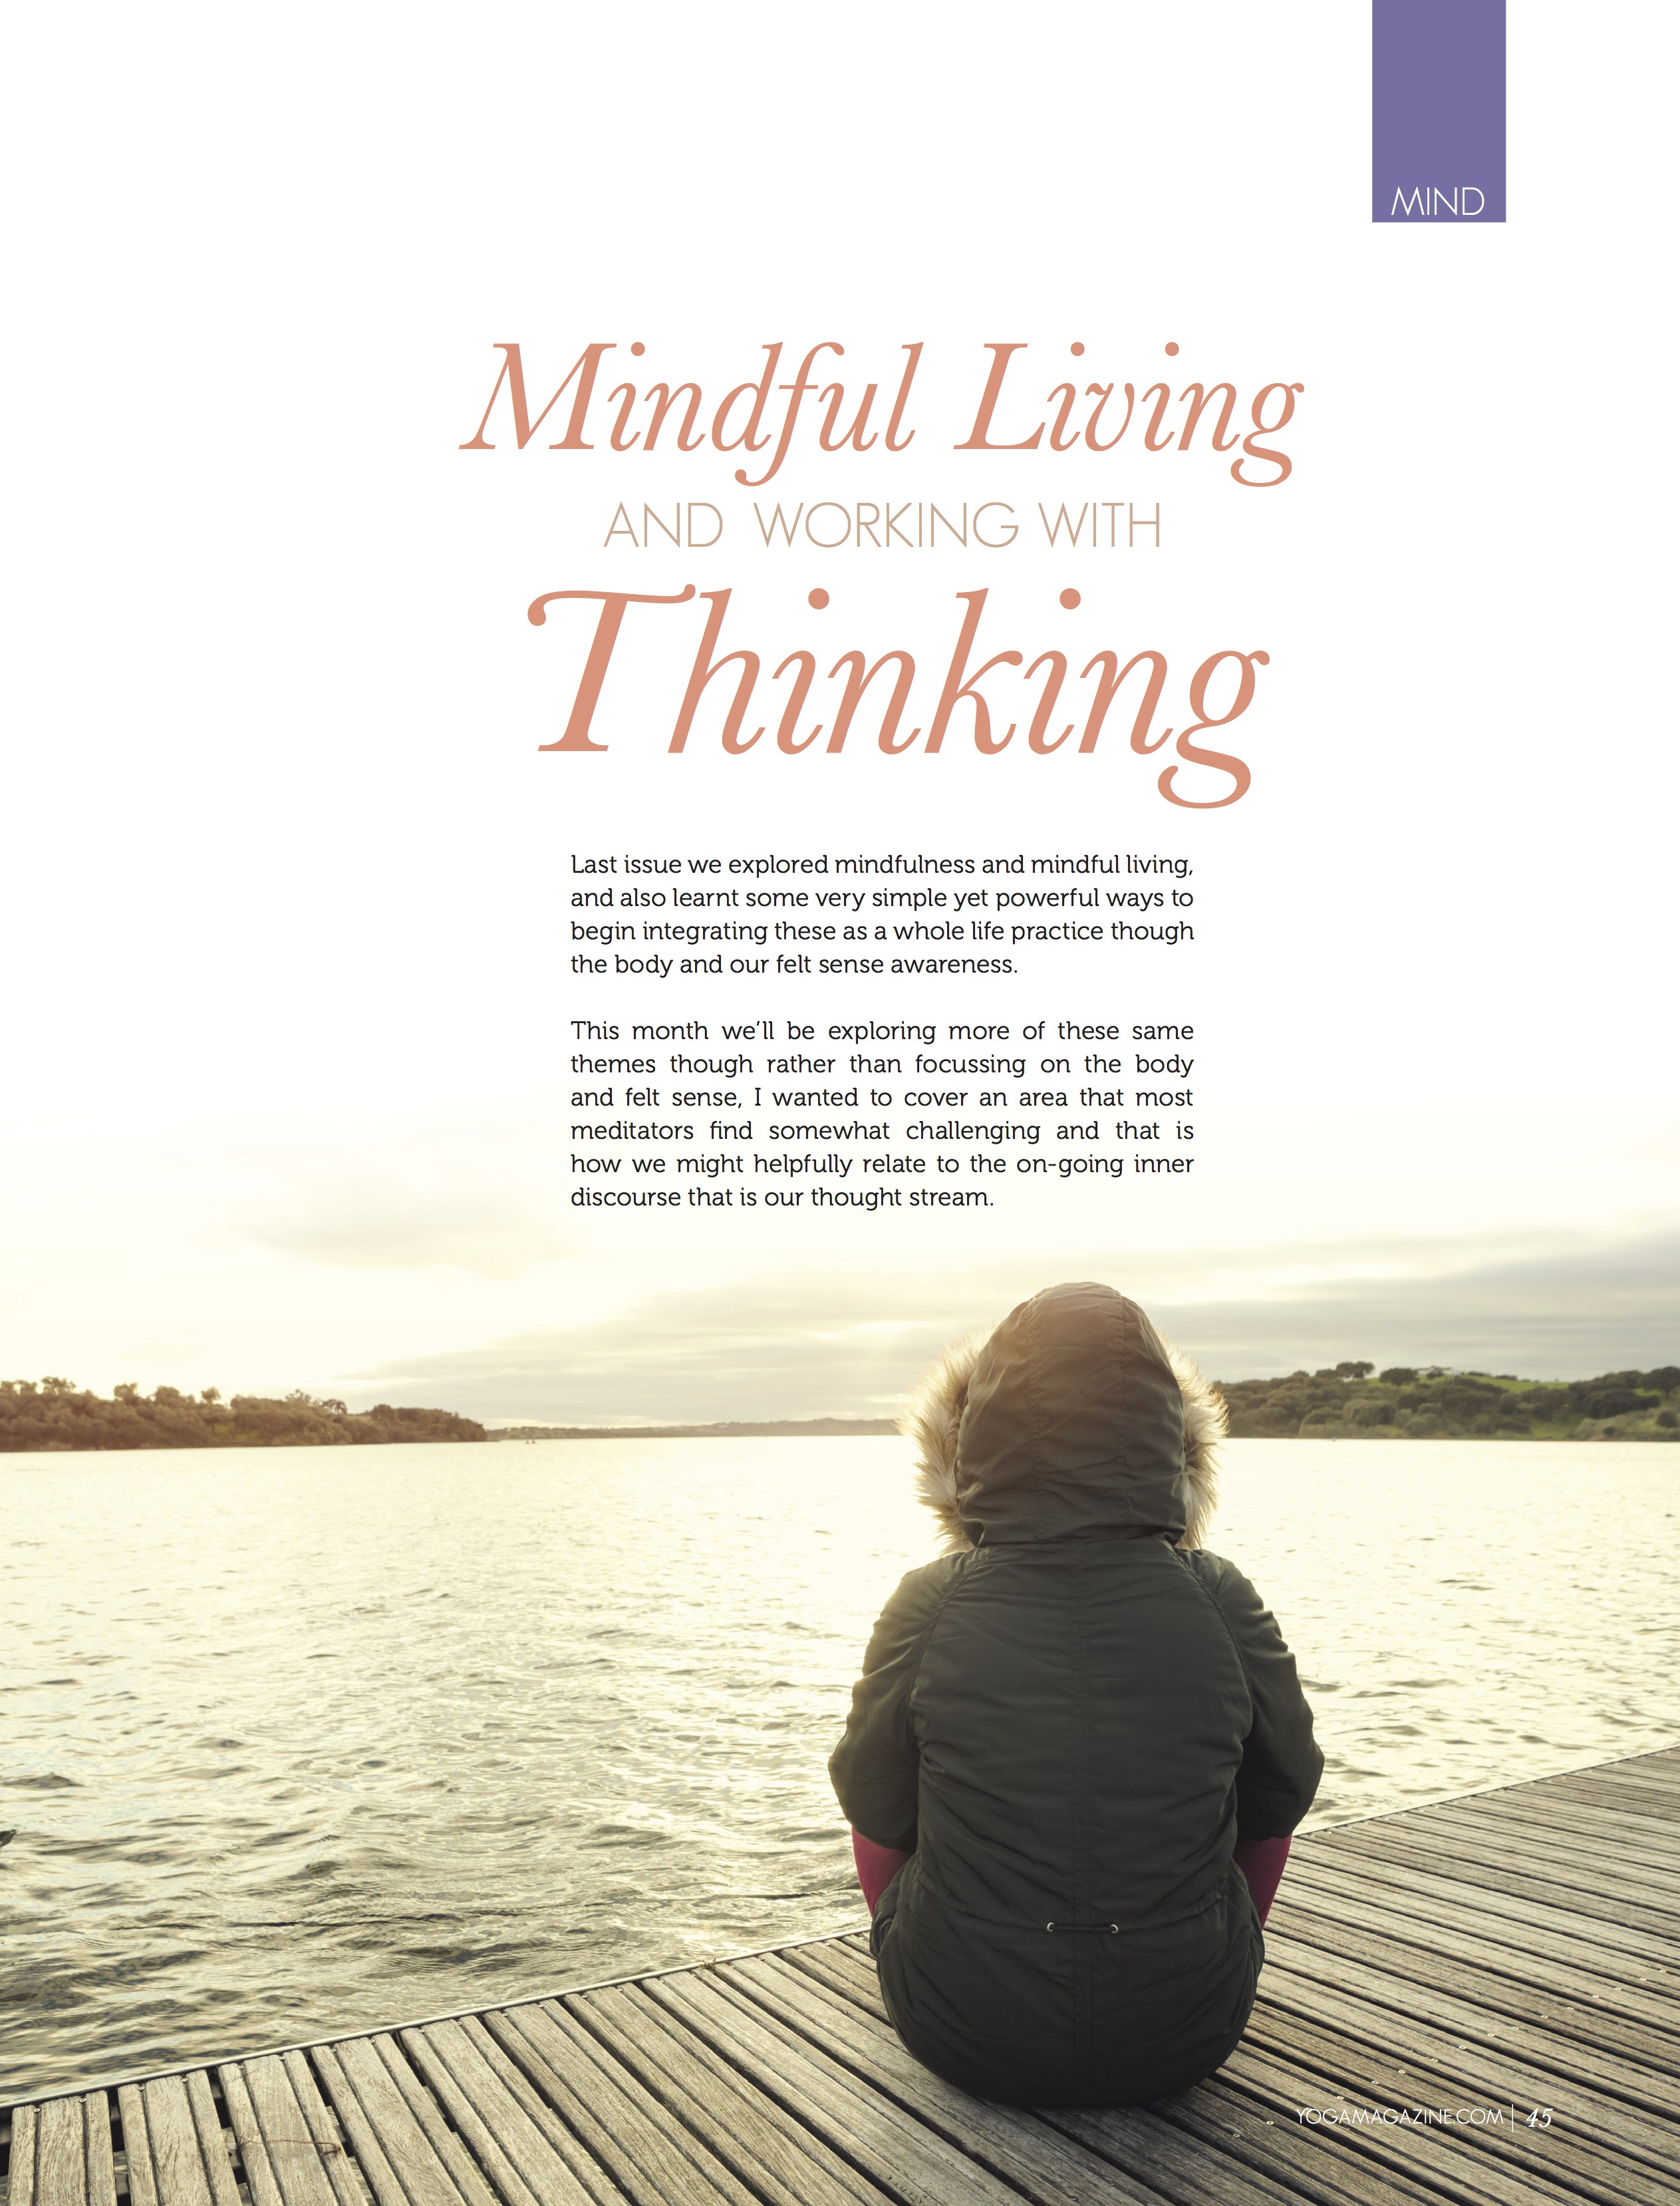 MIND
Mindful Living
AND WORKING WITH
Thinking
Last issue we explored mindfulness and mindful living,
and also learnt some very simple yet powerful ways to
begin integrating these as a whole life practice though
the body and our felt sense awareness.
This month we'll be exploring more of these same
themes though rather than focussing on the body
and felt sense, I wanted to cover an area that most
meditators find somewhat challenging and that is
how we might helpfully relate to the on-going inner
discourse that is our thought stream.
YOGAMAGAZINE.COM | 45